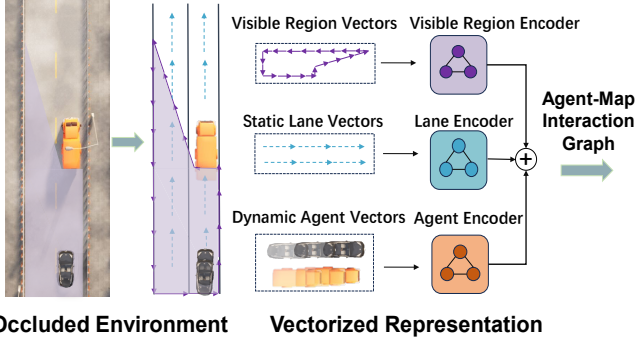 Visible Region Vectors
Visible Region Encoder
Static Lane Vectors
Lane Encoder
Agent-Map
Interaction
Graph
Dynamic Agent Vectors
Agent Encoder
Occluded Environment
Vectorized Representation